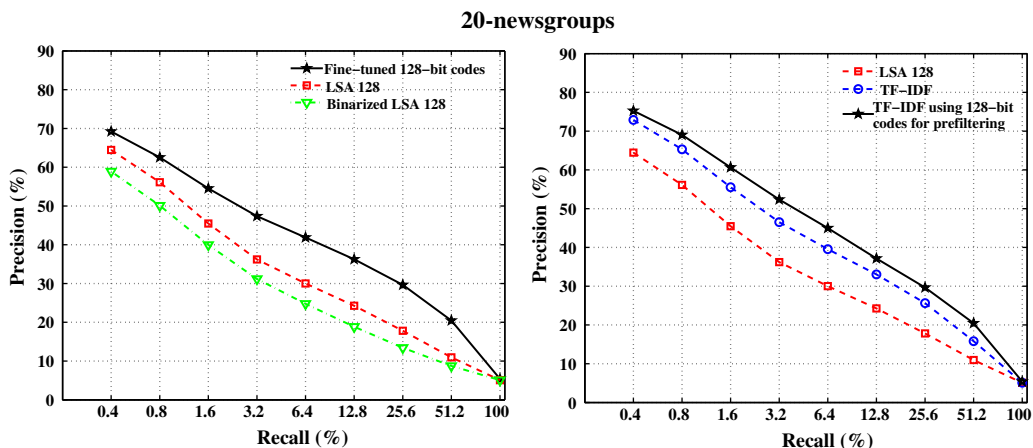 20-newsgroups
90
80
70
60
50
40
30
20
10
0
Precision (%)
Fine-tuned 128-bit codes
LSA 128
Binarized LSA 128
0.4 0.8 1.6 3.2 6.4 12.8 25.6 51.2 100
Recall (%)
90
80
70
60
50
40
30
20
10
0
Precision (%)
LSA 128
TF-IDF
TF-IDF using 128-bit
codes for prefiltering
0.4 0.8 1.6 3.2 6.4 12.8 25.6 51.2 100
Recall (%)